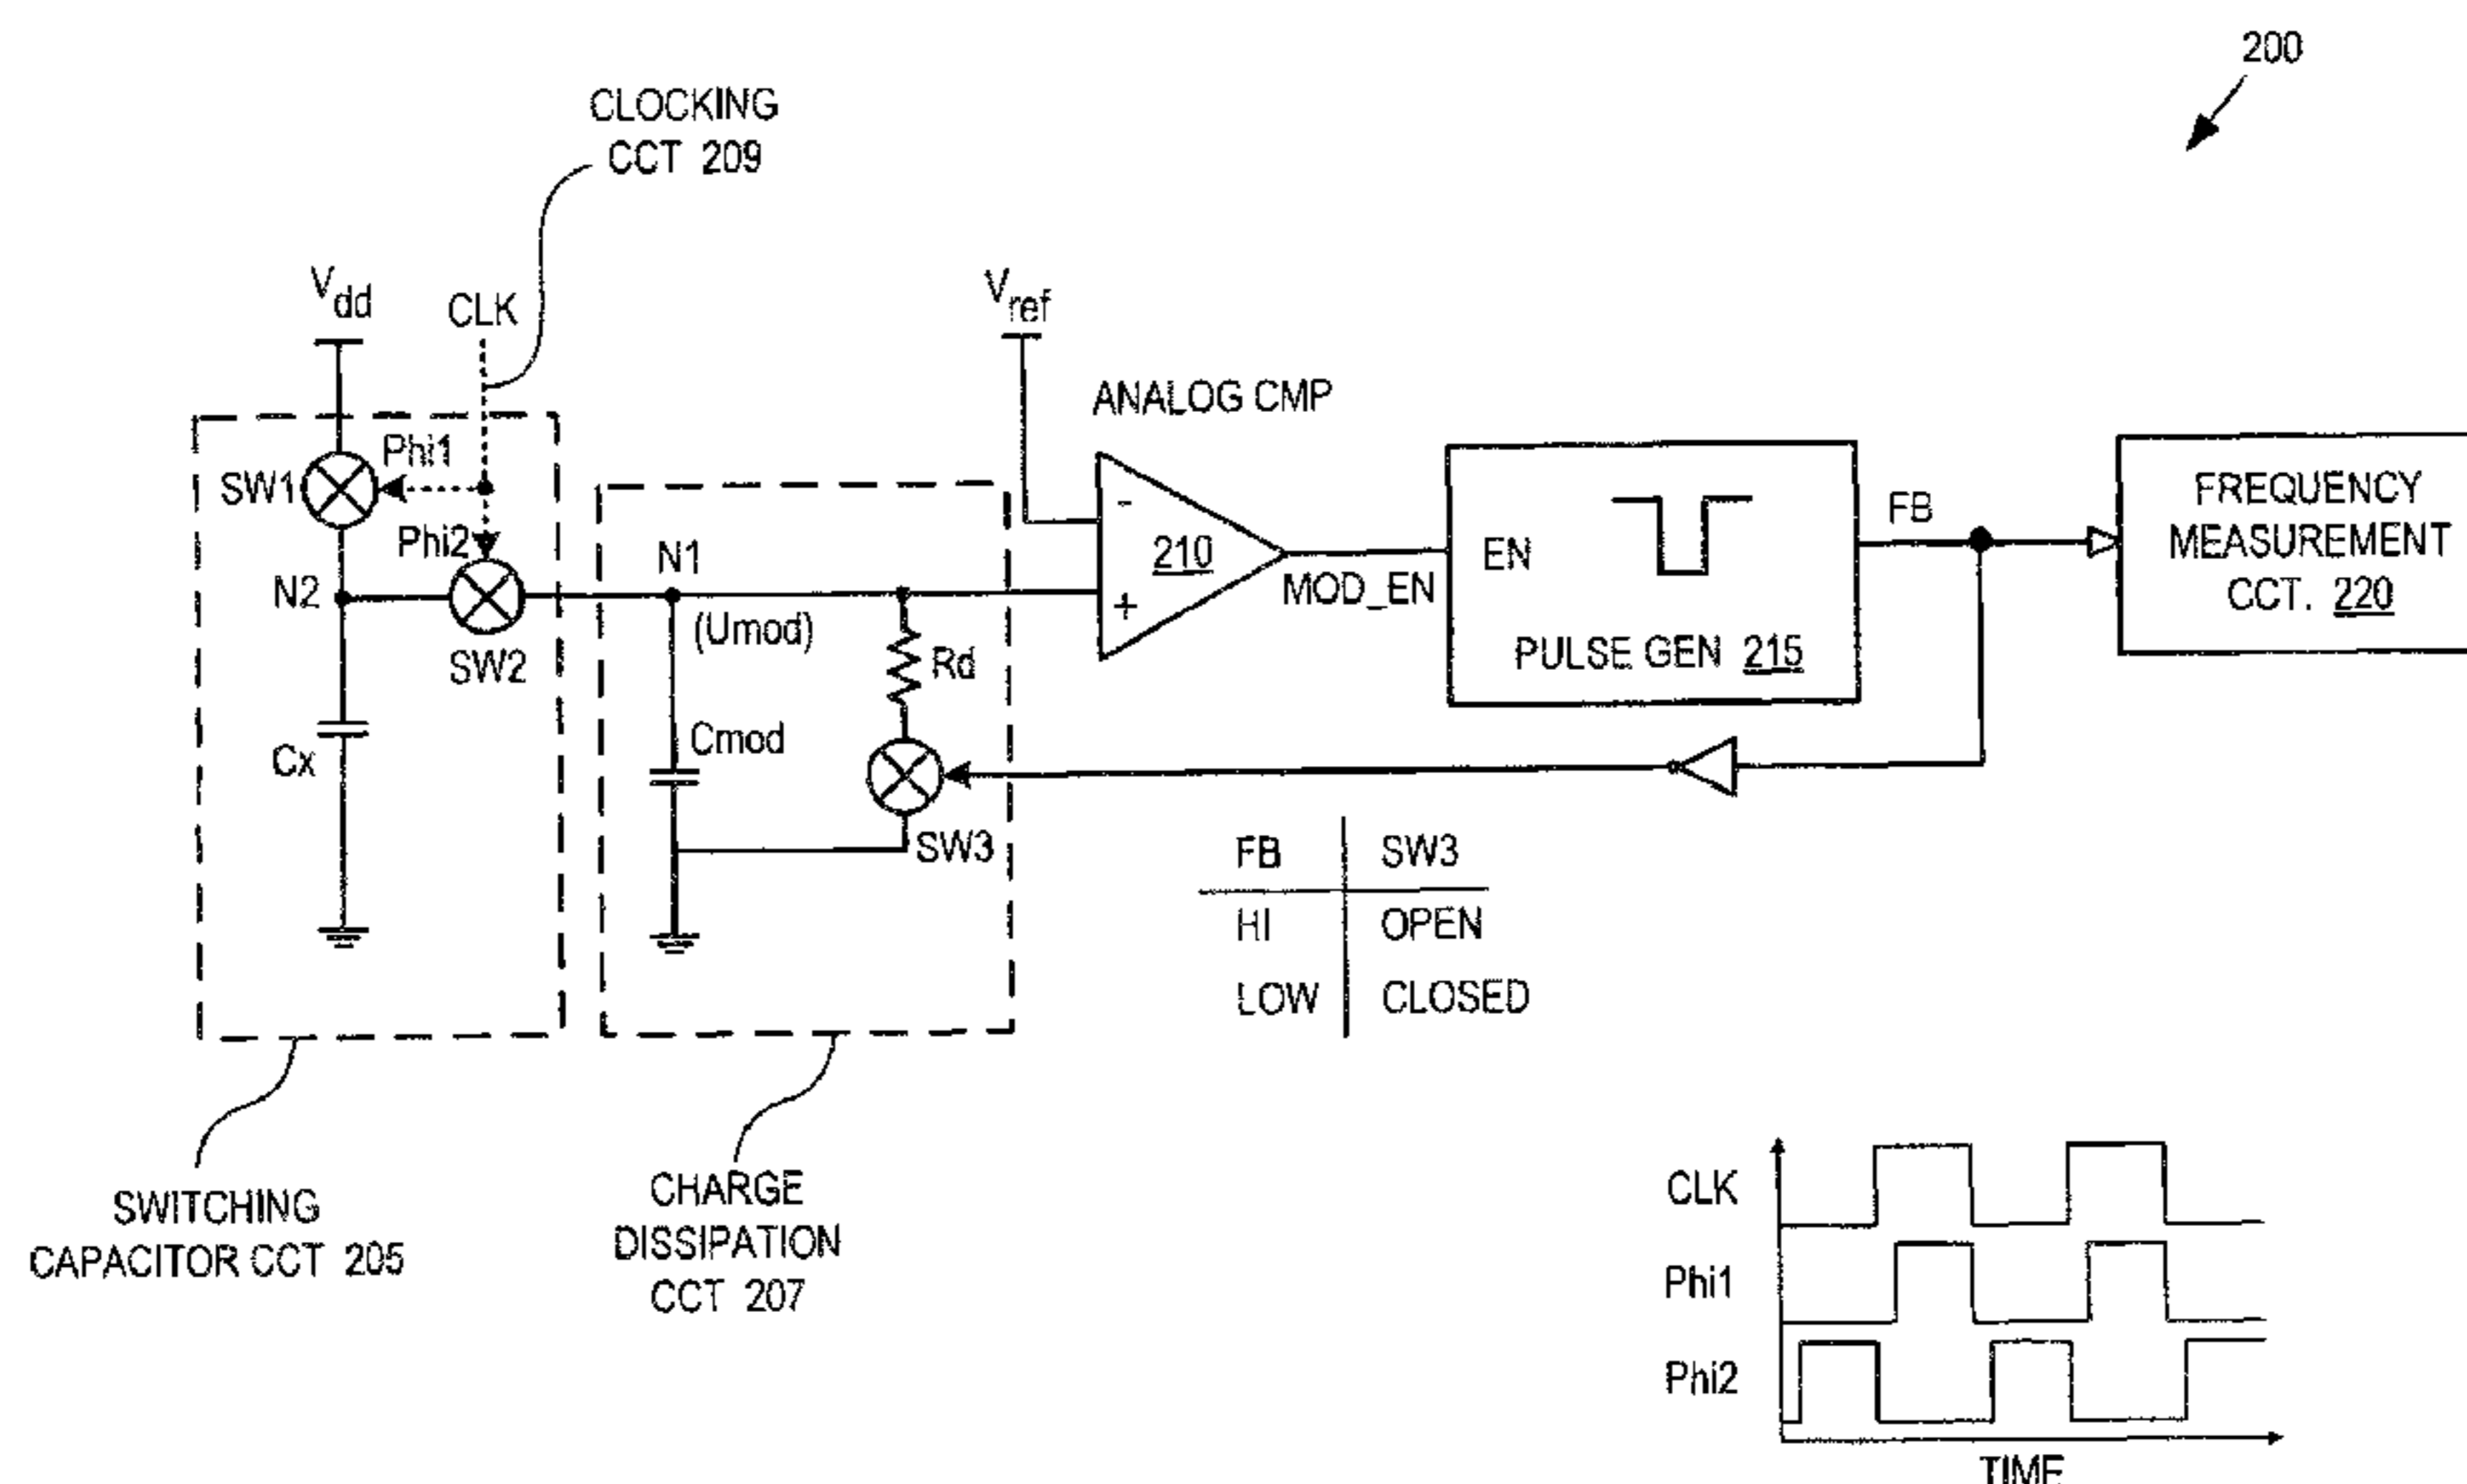 200
CLOCKING
CCT 209
Vdd
CLK
Vref
ANALOG CMP
Phi1
SW1
Phi2
N2
SW2
N1
(Umod)
-
+
210
MOD_EN
EN
PULSE GEN 215
FB
FREQUENCY
MEASUREMENT
CCT. 220
Rd
Cx
Cmod
SW3
FB SW3
HI OPEN
LOW CLOSED
SWITCHING
CAPACITOR CCT 205
CHARGE
DISSIPATION
CCT 207
CLK
Phi1
Phi2
TIME